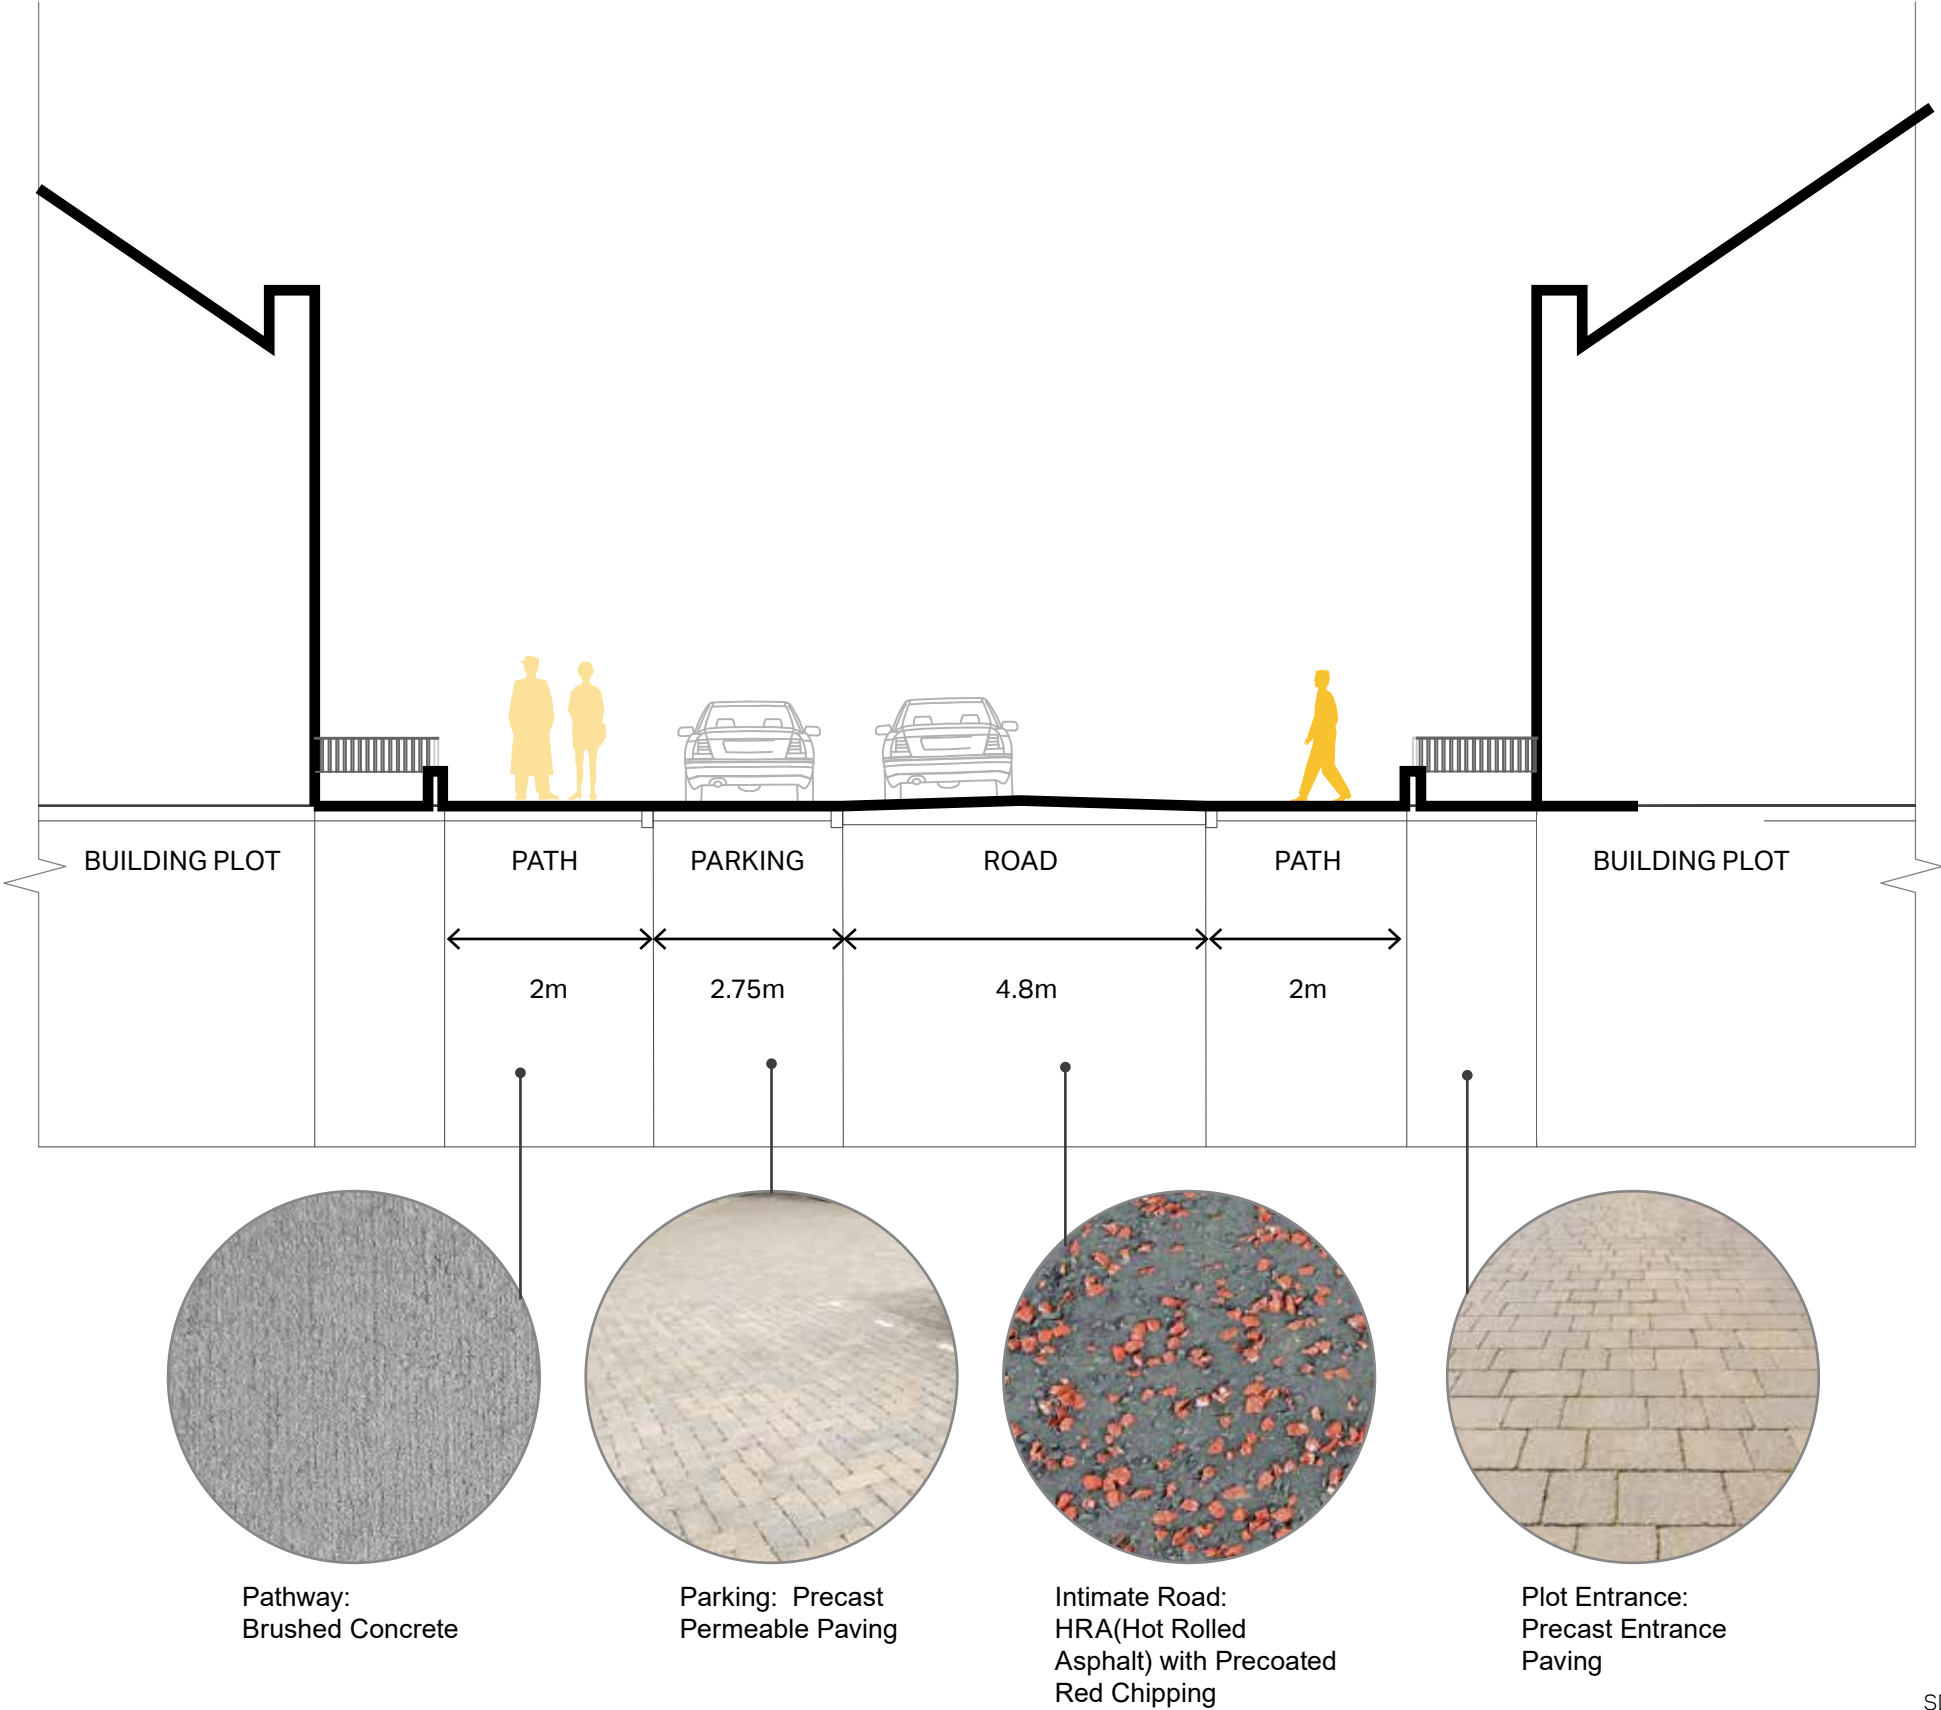 BUILDING PLOT PATH PARKING ROAD PATH BUILDING PLOT
2m 2.75m 4.8m 2m
Pathway:
Brushed Concrete
Parking: Precast
Permeable Paving
Intimate Road:
HRA(Hot Rolled
Asphalt) with Precoated
Red Chipping
Plot Entrance:
Precast Entrance
Paving